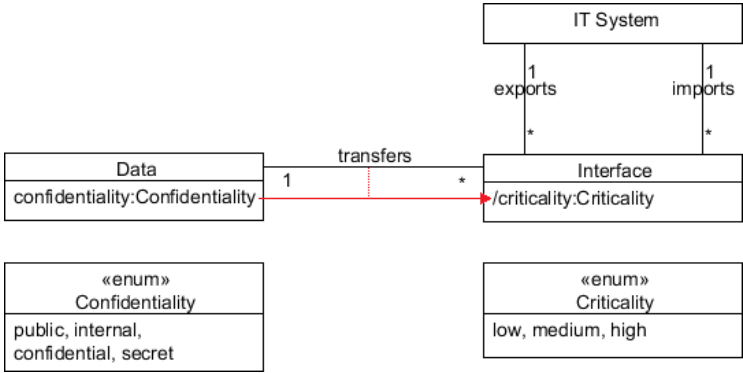 IT System
1
1
exports
imports
*
*
transfers
Data
1
*
Interface
confidentiality:Confidentiality
/criticality:Criticality
«enum»
Confidentiality
public, internal,
confidential, secret
«enum»
Criticality
low, medium, high